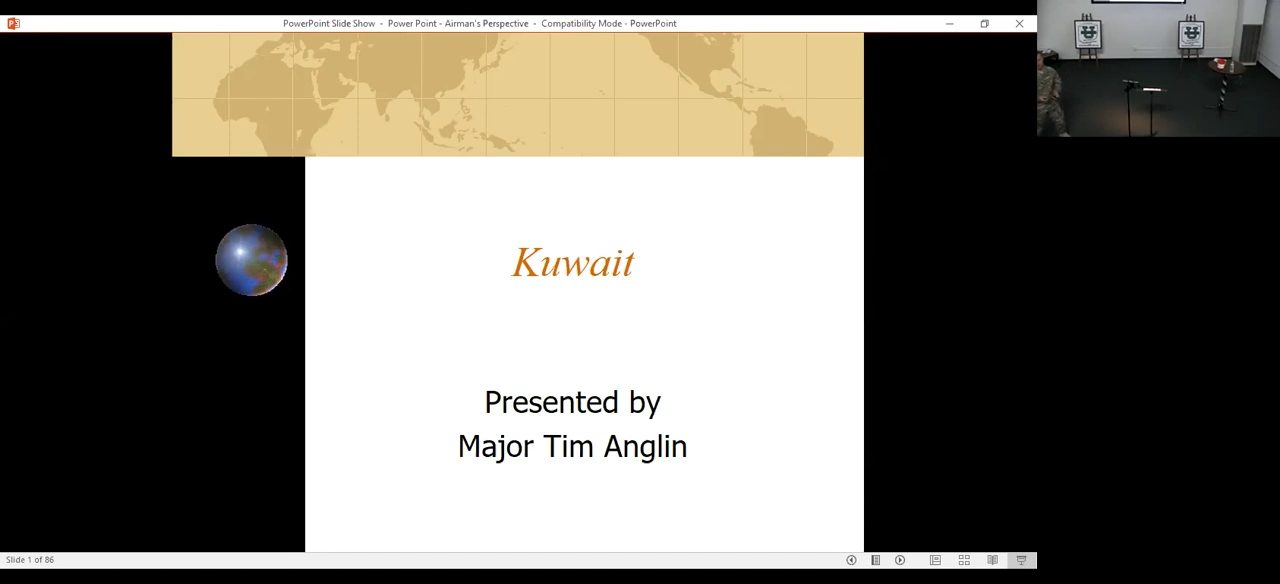 PowerPoint Slide Show - Power Point - Airman's Perspective - Compatibility Mode - PowerPoint
Kuwait
Presented by
Major Tim Anglin
Slide 1 of 86